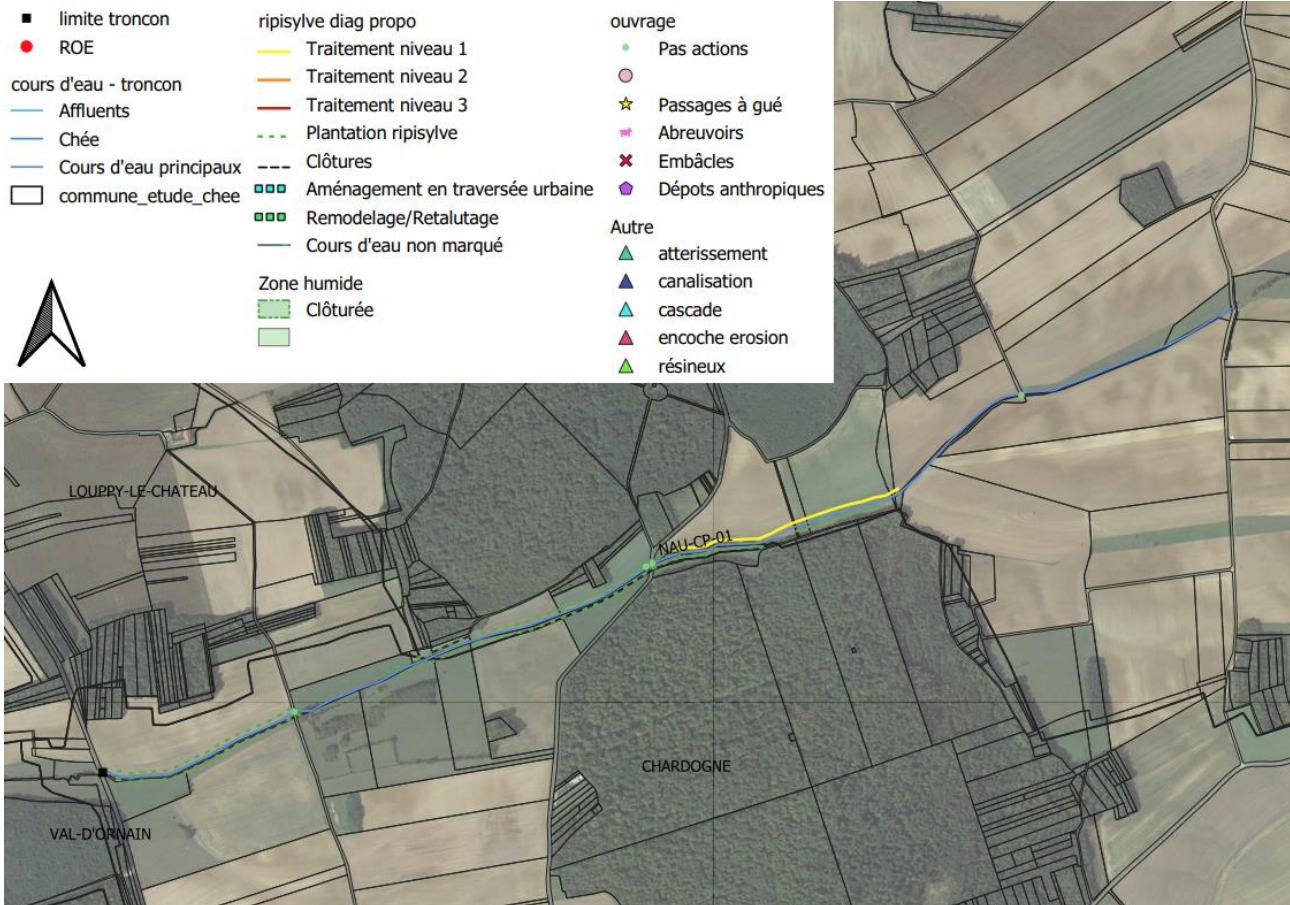 limite troncon
ROE
cours d'eau - troncon
Affluents
Chée
Cours d'eau principaux
commune_etude_chee
ripisylve diag propo
Traitement niveau 1
Traitement niveau 2
Traitement niveau 3
Plantation ripisylve
Clôtures
Aménagement en traversée urbaine
Remodelage/Retalutage
Cours d'eau non marqué
Zone humide
Clôturée
ouvrage
Pas actions
Passages à gué
Abreuvoirs
Embâcles
Dépots anthropiques
Autre
atterissement
canalisation
cascade
encoche erosion
résineux
LOUPPY-LE-CHATEAU
NAU-CP-01
CHARDOGNE
VAL-D'ORNAIN